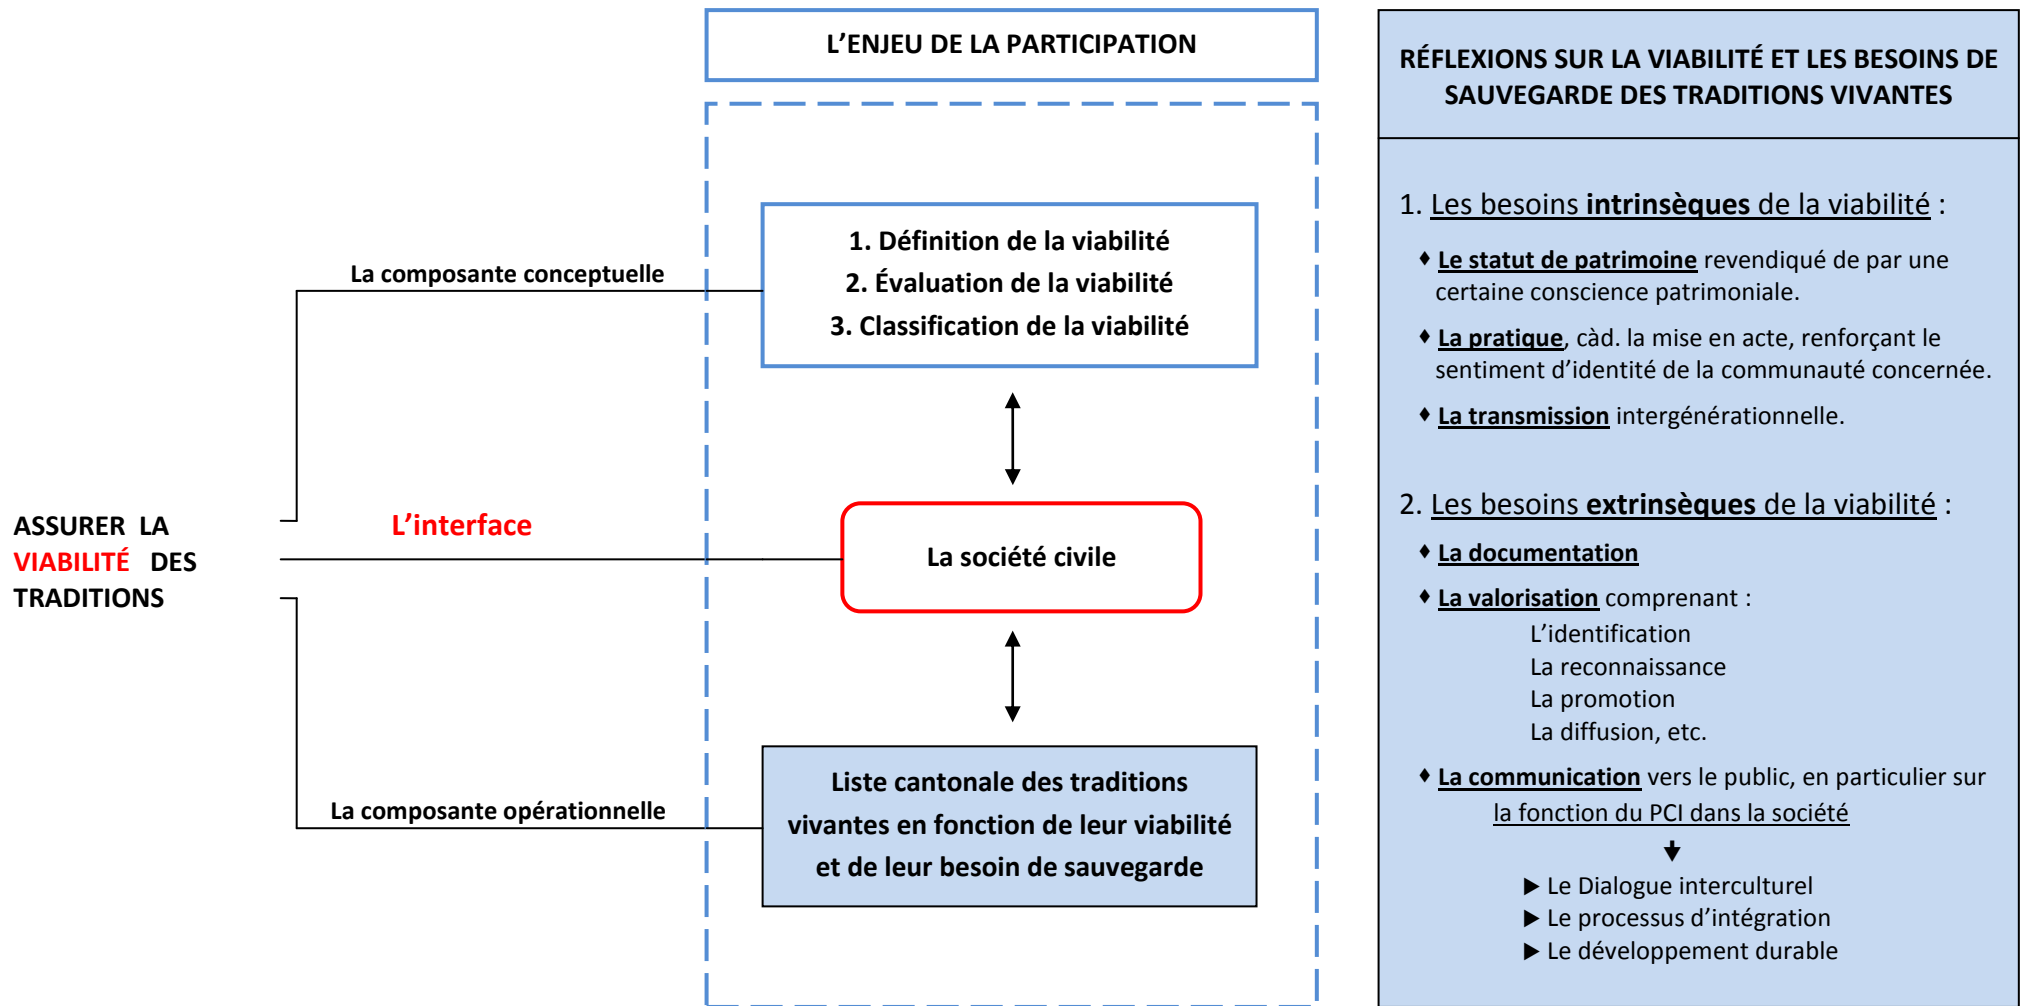 L’ENJEU DE LA PARTICIPATION
La composante conceptuelle
1. Définition de la viabilité
2. Évaluation de la viabilité
3. Classification de la viabilité
ASSURER LA
VIABILITÉ DES
TRADITIONS
L’interface
La société civile
La composante opérationnelle
Liste cantonale des traditions
vivantes en fonction de leur viabilité
et de leur besoin de sauvegarde
RÉFLEXIONS SUR LA VIABILITÉ ET LES BESOINS DE
SAUVEGARDE DES TRADITIONS VIVANTES
1. Les besoins intrinsèques de la viabilité :
♦ Le statut de patrimoine revendiqué de par une
certaine conscience patrimoniale.
♦ La pratique, càd. la mise en acte, renforçant le
sentiment d’identité de la communauté concernée.
♦ La transmission intergénérationnelle.
2. Les besoins extrinsèques de la viabilité :
♦ La documentation
♦ La valorisation comprenant :
L’identification
La reconnaissance
La promotion
La diffusion, etc.
♦ La communication vers le public, en particulier sur
la fonction du PCI dans la société
► Le Dialogue interculturel
► Le processus d’intégration
► Le développement durable